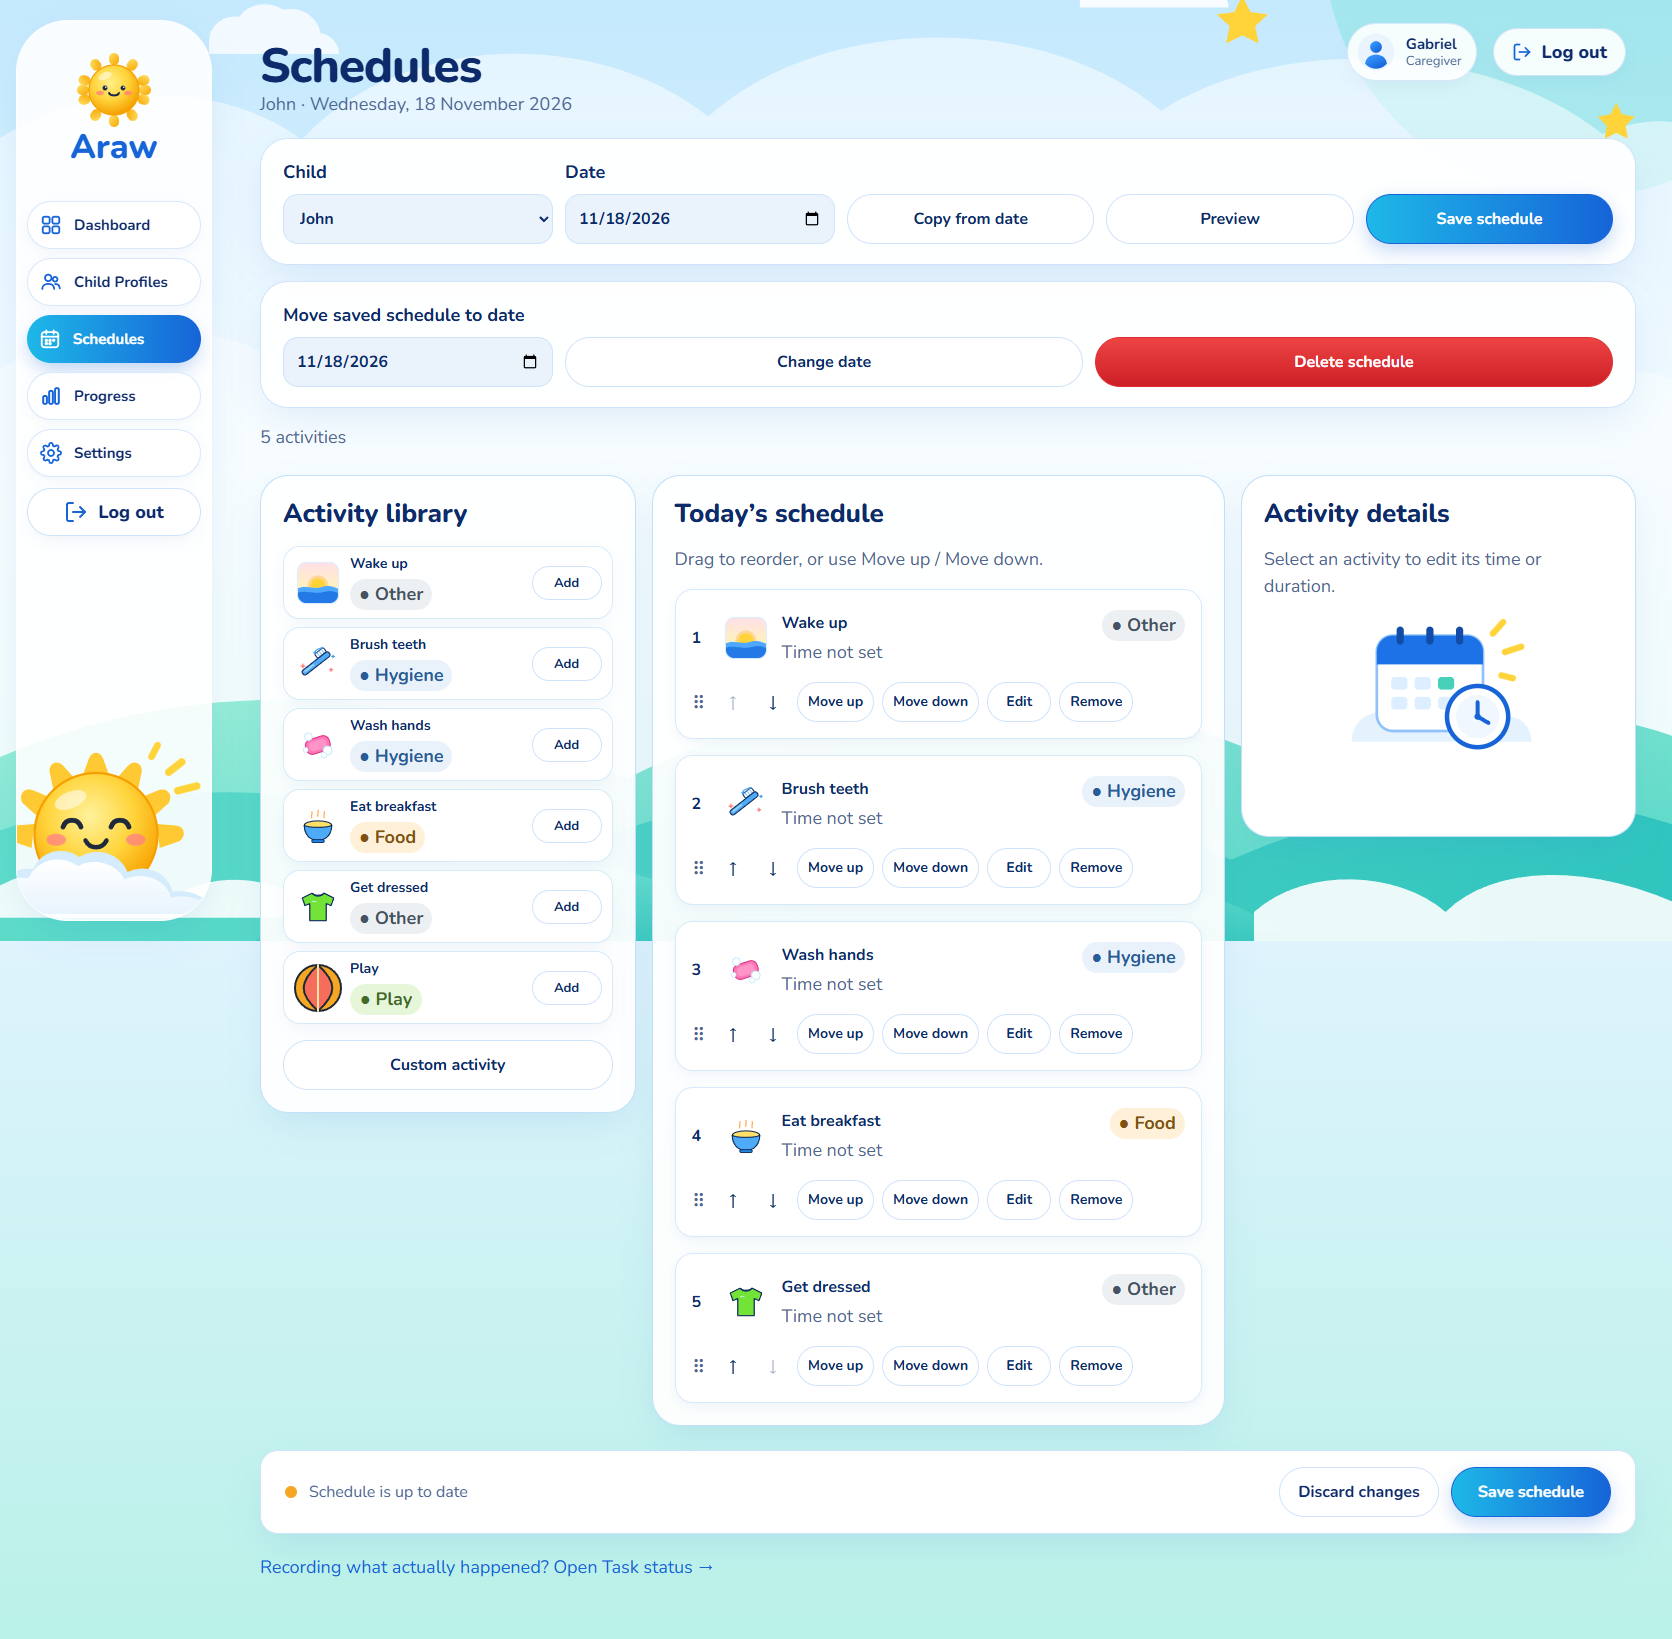 Araw
Dashboard
Child Profiles
Schedules
Progress
Settings
Log out
Schedules
John · Wednesday, 18 November 2026
Gabriel
Caregiver
Log out
Child
Date
John
11/18/2026
Copy from date
Preview
Save schedule
Move saved schedule to date
11/18/2026
Change date
Delete schedule
5 activities
Activity library
Wake up
• Other
Add
Brush teeth
• Hygiene
Add
Wash hands
• Hygiene
Add
Eat breakfast
• Food
Add
Get dressed
• Other
Add
Play
• Play
Add
Custom activity
Today’s schedule
Drag to reorder, or use Move up / Move down.
1
Wake up
• Other
Time not set
⠿ ↑ ↓ Move up Move down Edit Remove
2
Brush teeth
• Hygiene
Time not set
⠿ ↑ ↓ Move up Move down Edit Remove
3
Wash hands
• Hygiene
Time not set
⠿ ↑ ↓ Move up Move down Edit Remove
4
Eat breakfast
• Food
Time not set
⠿ ↑ ↓ Move up Move down Edit Remove
5
Get dressed
• Other
Time not set
⠿ ↑ ↓ Move up Move down Edit Remove
Activity details
Select an activity to edit its time or
duration.
Schedule is up to date
Discard changes
Save schedule
Recording what actually happened? Open Task status →